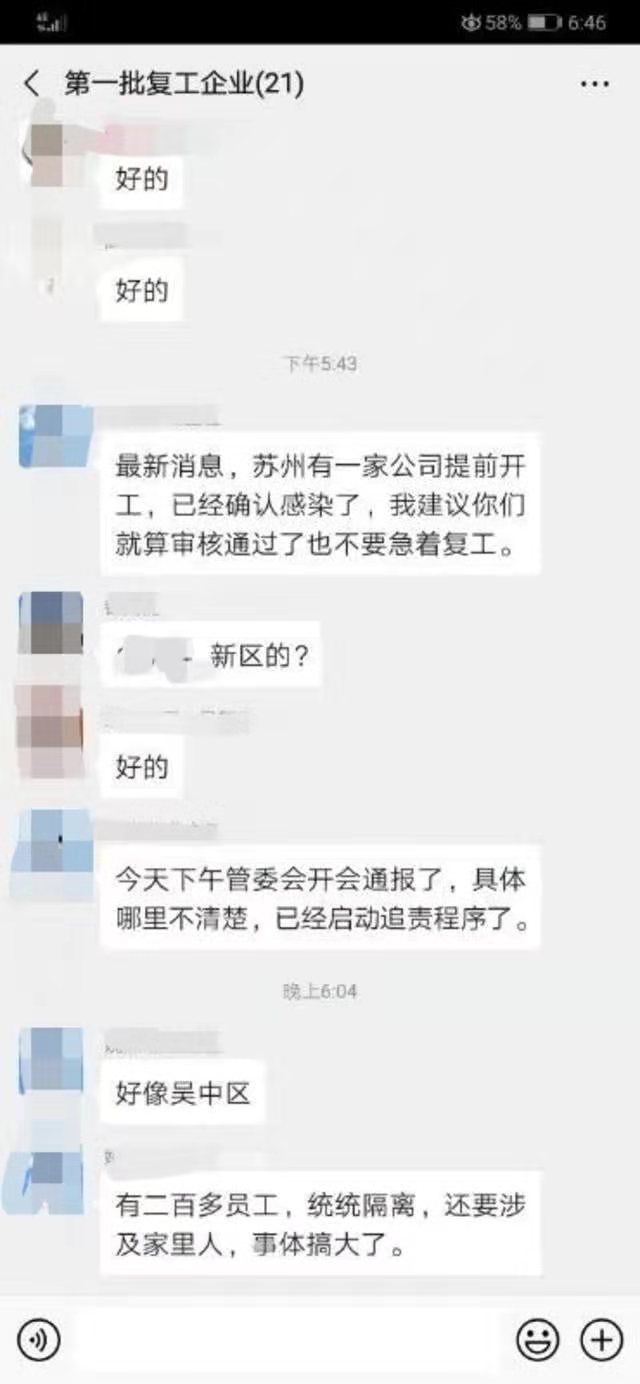 58% 6:46
第一批复工企业(21)
好的
好的
下午5:43
最新消息，苏州有一家公司提前开
工，已经确认感染了，我建议你们
就算审核通过了也不要急着复工。
新区的？
好的
今天下午管委会开会通报了，具体
哪里不清楚，已经启动追责程序了。
晚上6:04
好像吴中区
有二百多员工，统统隔离，还要涉
及家里人，事体搞大了。